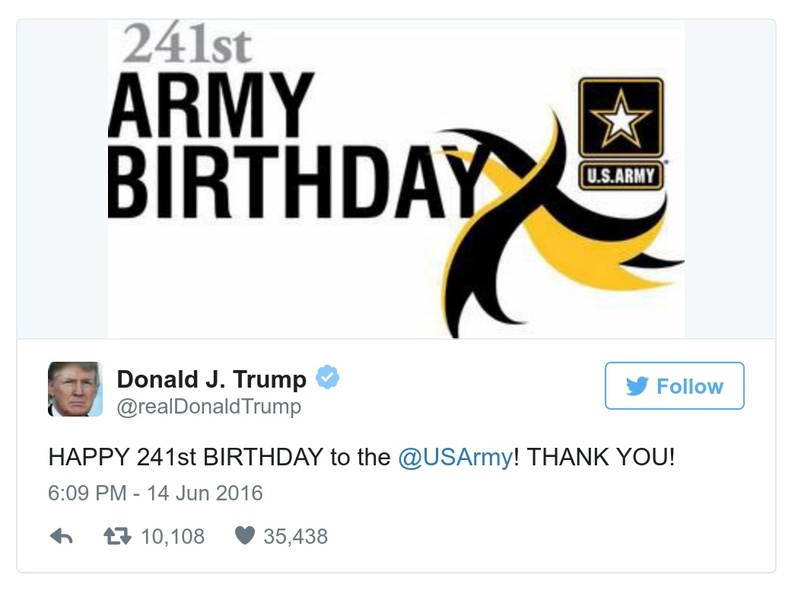 241st
ARMY
BIRTHDAY
U.S.ARMY
Donald J. Trump
@realDonaldTrump
Follow
HAPPY 241st BIRTHDAY to the @USArmy! THANK YOU!
6:09 PM - 14 Jun 2016
10,108 35,438